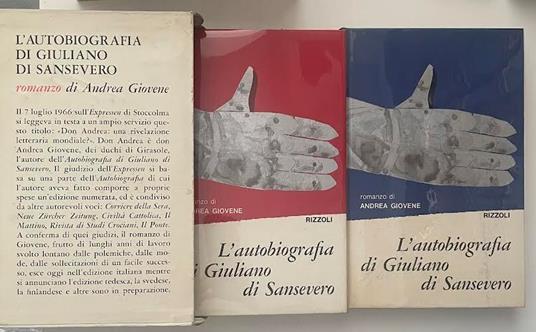 L'AUTOBIOGRAFIA
DI GIULIANO
DI SANSEVERO
romanzo di Andrea Giovene
Il 7 luglio 1966 sull'Expressen di Stoccolma
si leggeva in testa a un ampio servizio que-
sto titolo: «Don Andrea: una rivelazione
letteraria mondiale?». Don Andrea è don
Andrea Giovene, dei duchi di Girasole,
l'autore dell'Autobiografia di Giuliano di
Sansevero. Il giudizio dell'Expressen si ba-
sa su una parte dell'Autobiografia di cui
l'autore aveva fatto comporre a proprie
spese un'edizione numerata, ed è condiviso
da altre autorevoli voci: Corriere della Sera,
Neue Zürcher Zeitung, Civiltà Cattolica, Il
Mattino, Rivista di Studi Crociani, Il Ponte.
A conferma di quei giudizi, il romanzo di
Giovene, frutto di lunghi anni di lavoro
svolto lontano dalle polemiche, dalle mo-
de, dalle sollecitazioni di un facile succes-
so, esce oggi nell'edizione italiana mentre
si annunciano l'edizione tedesca, la svedese,
la finlandese e altre sono in preparazione.
romanzo di
ANDREA GIOVENE
RIZZOLI
L'autobiografia
di Giuliano
di Sansevero
romanzo di
ANDREA GIOVENE
RIZZOLI
L'autobiografia
di Giuliano
di Sansevero